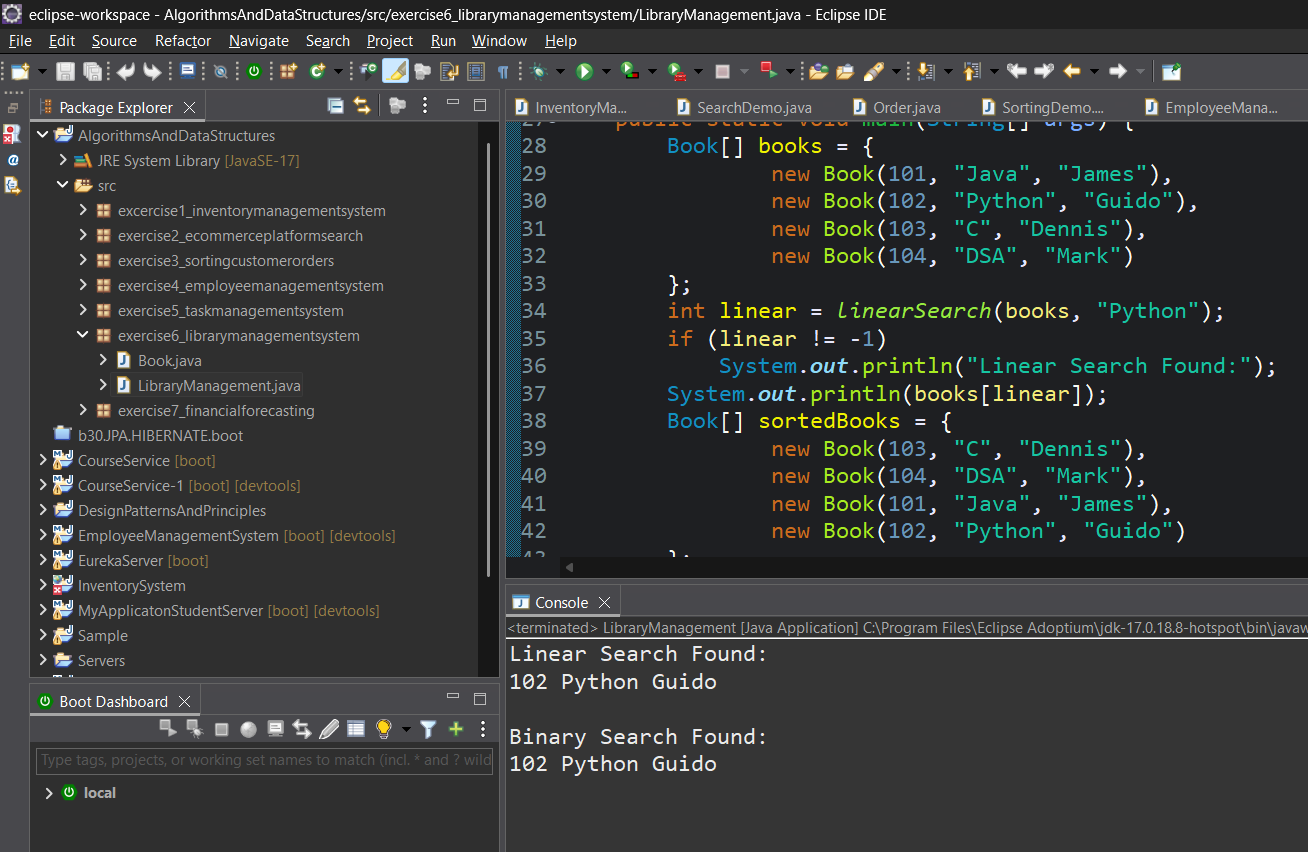 eclipse-workspace - AlgorithmsAndDataStructures/src/exercise6_librarymanagementsystem/LibraryManagement.java - Eclipse IDE
File Edit Source Refactor Navigate Search Project Run Window Help
Package Explorer
AlgorithmsAndDataStructures
JRE System Library [JavaSE-17]
src
excercise1_inventorymanagementsystem
exercise2_ecommerceplatformsearch
exercise3_sortingcustomerorders
exercise4_employeemanagementsystem
exercise5_taskmanagementsystem
exercise6_librarymanagementsystem
Book.java
LibraryManagement.java
exercise7_financialforecasting
b30.JPA.HIBERNATE.boot
CourseService [boot]
CourseService-1 [boot] [devtools]
DesignPatternsAndPrinciples
EmployeeManagementSystem [boot] [devtools]
EurekaServer [boot]
InventorySystem
MyApplicatonStudentServer [boot] [devtools]
Sample
Servers
Boot Dashboard
Type tags, projects, or working set names to match (incl. * and ? wild
local
InventoryMa... SearchDemo.java Order.java SortingDemo.... EmployeeMana...
27 public static void main(String[] args) {
28 Book[] books = {
29 new Book(101, "Java", "James"),
30 new Book(102, "Python", "Guido"),
31 new Book(103, "C", "Dennis"),
32 new Book(104, "DSA", "Mark")
33 };
34 int linear = linearSearch(books, "Python");
35 if (linear != -1)
36 System.out.println("Linear Search Found:");
37 System.out.println(books[linear]);
38 Book[] sortedBooks = {
39 new Book(103, "C", "Dennis"),
40 new Book(104, "DSA", "Mark"),
41 new Book(101, "Java", "James"),
42 new Book(102, "Python", "Guido")
43 };
Console
<terminated> LibraryManagement [Java Application] C:\Program Files\Eclipse Adoptium\jdk-17.0.18.8-hotspot\bin\javaw
Linear Search Found:
102 Python Guido
Binary Search Found:
102 Python Guido